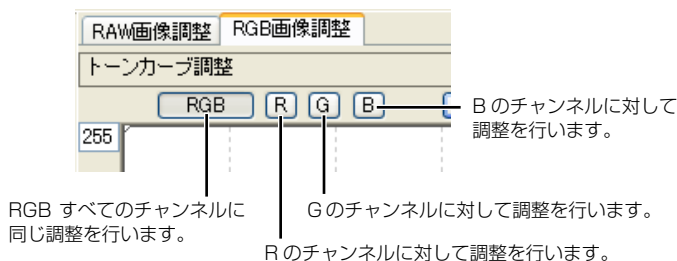 RAW画像調整 RGB画像調整
トーンカーブ調整
RGB R G B
255
B のチャンネルに対して
調整を行います。
RGB すべてのチャンネルに
同じ調整を行います。
G のチャンネルに対して調整を行います。
R のチャンネルに対して調整を行います。